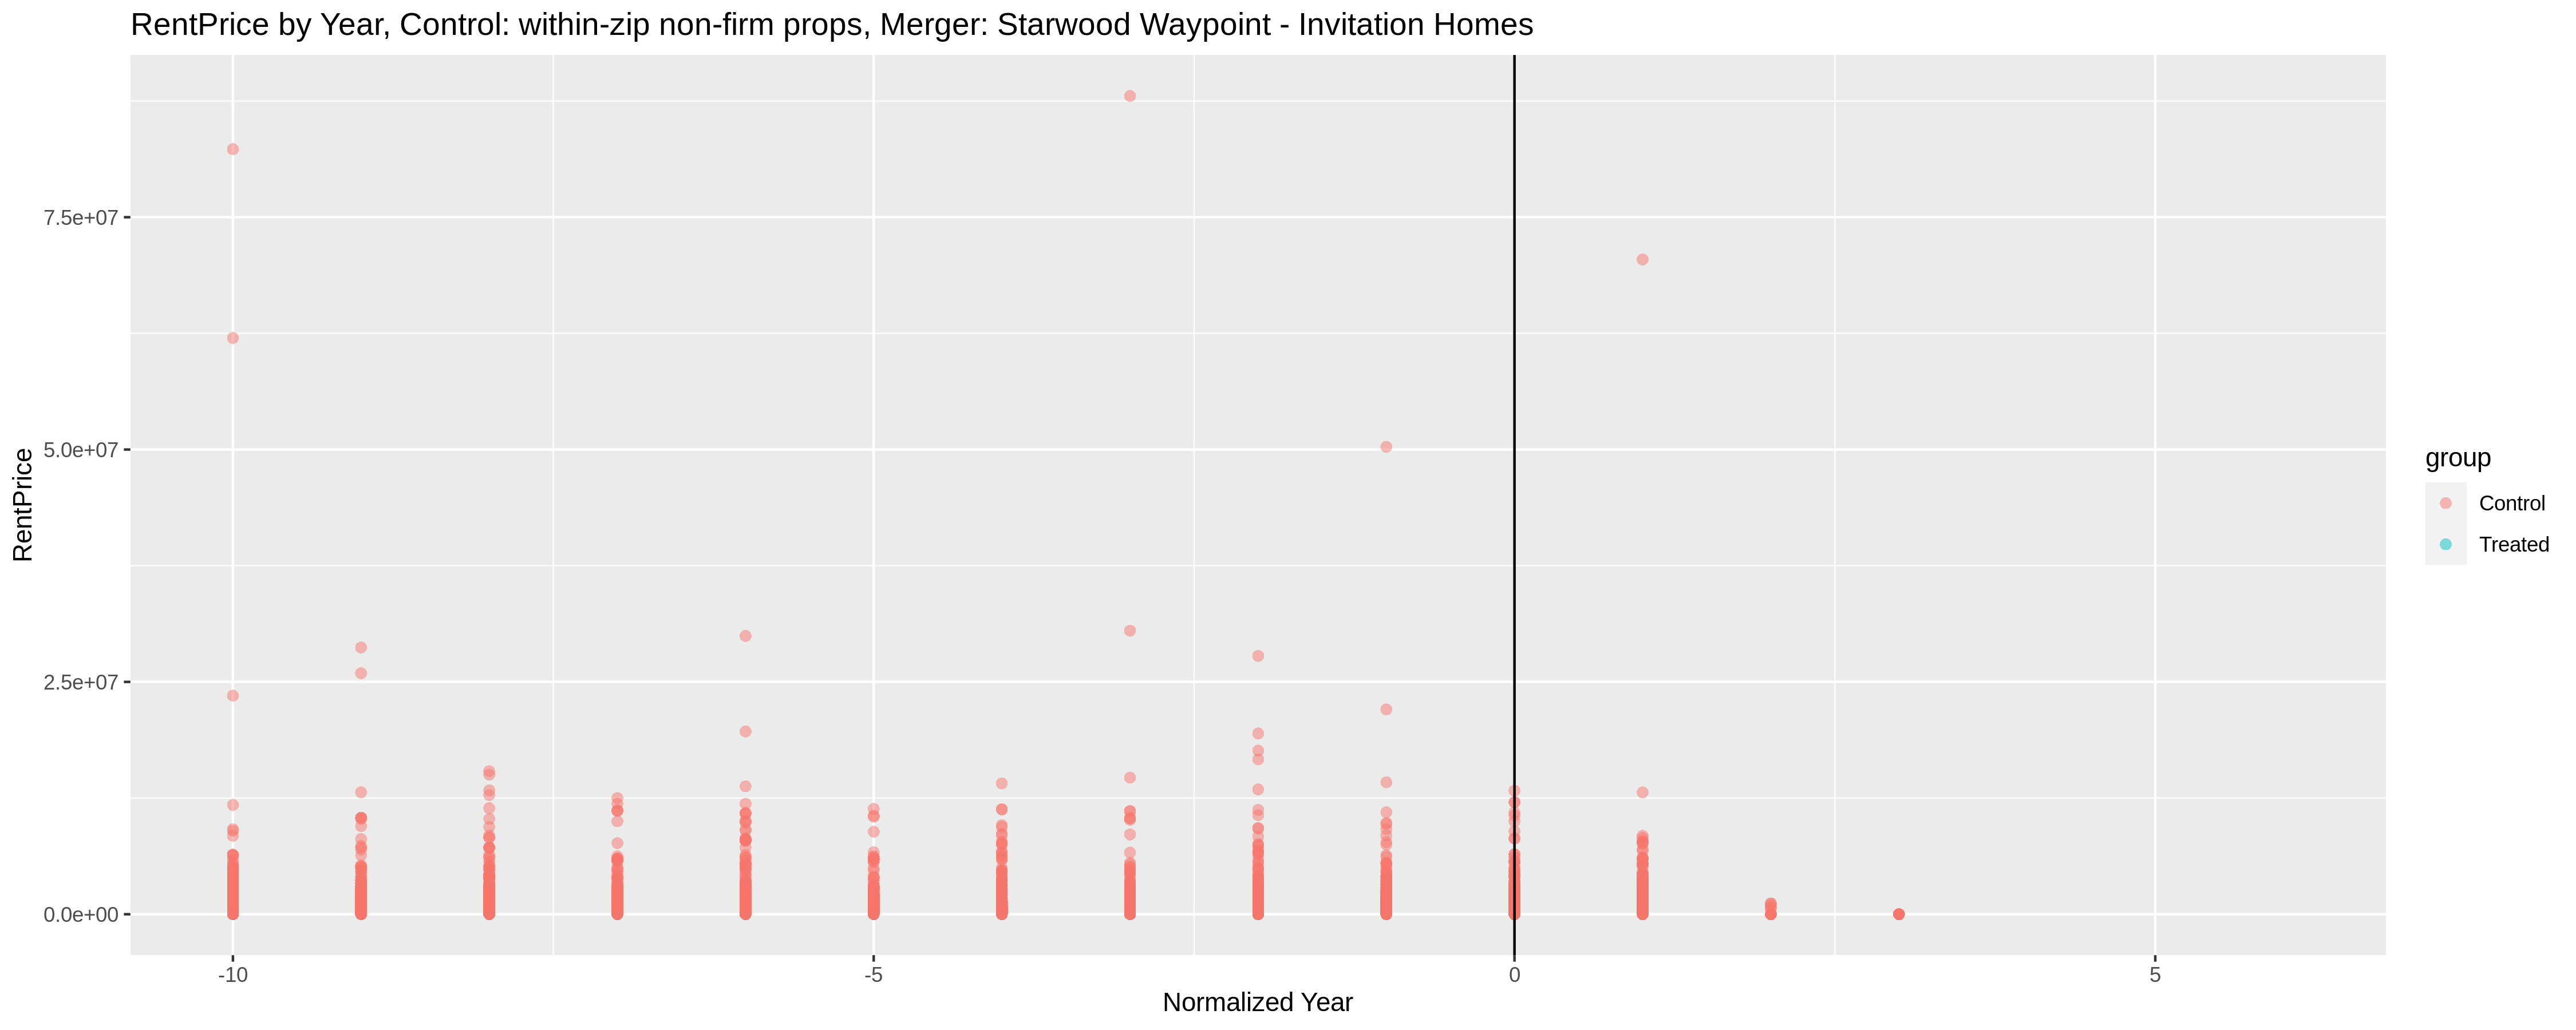 RentPrice by Year, Control: within-zip non-firm props, Merger: Starwood Waypoint - Invitation Homes
RentPrice
7.5e+07
5.0e+07
2.5e+07
0.0e+00
-10
-5
0
5
Normalized Year
group
Control
Treated